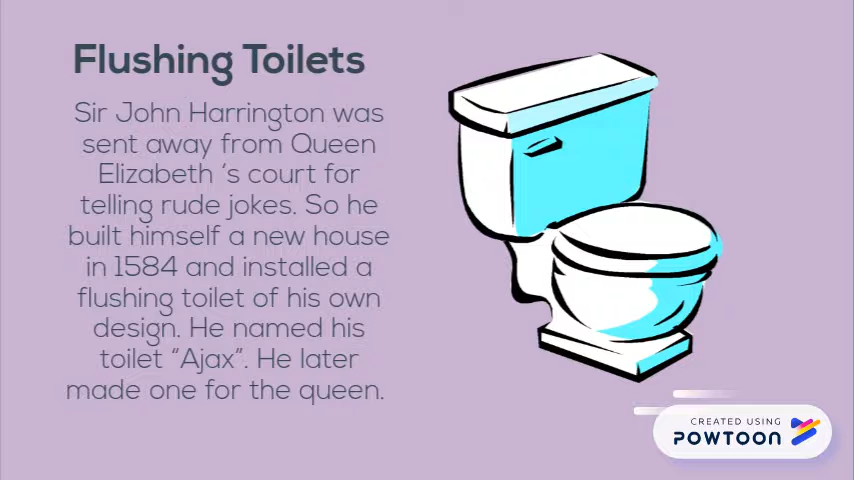 Flushing Toilets
Sir John Harrington was
sent away from Queen
Elizabeth ‘s court for
telling rude jokes. So he
built himself a new house
in 1584 and installed a
flushing toilet of his own
design. He named his
toilet “Ajax”. He later
made one for the queen.
CREATED USING
POWTOON